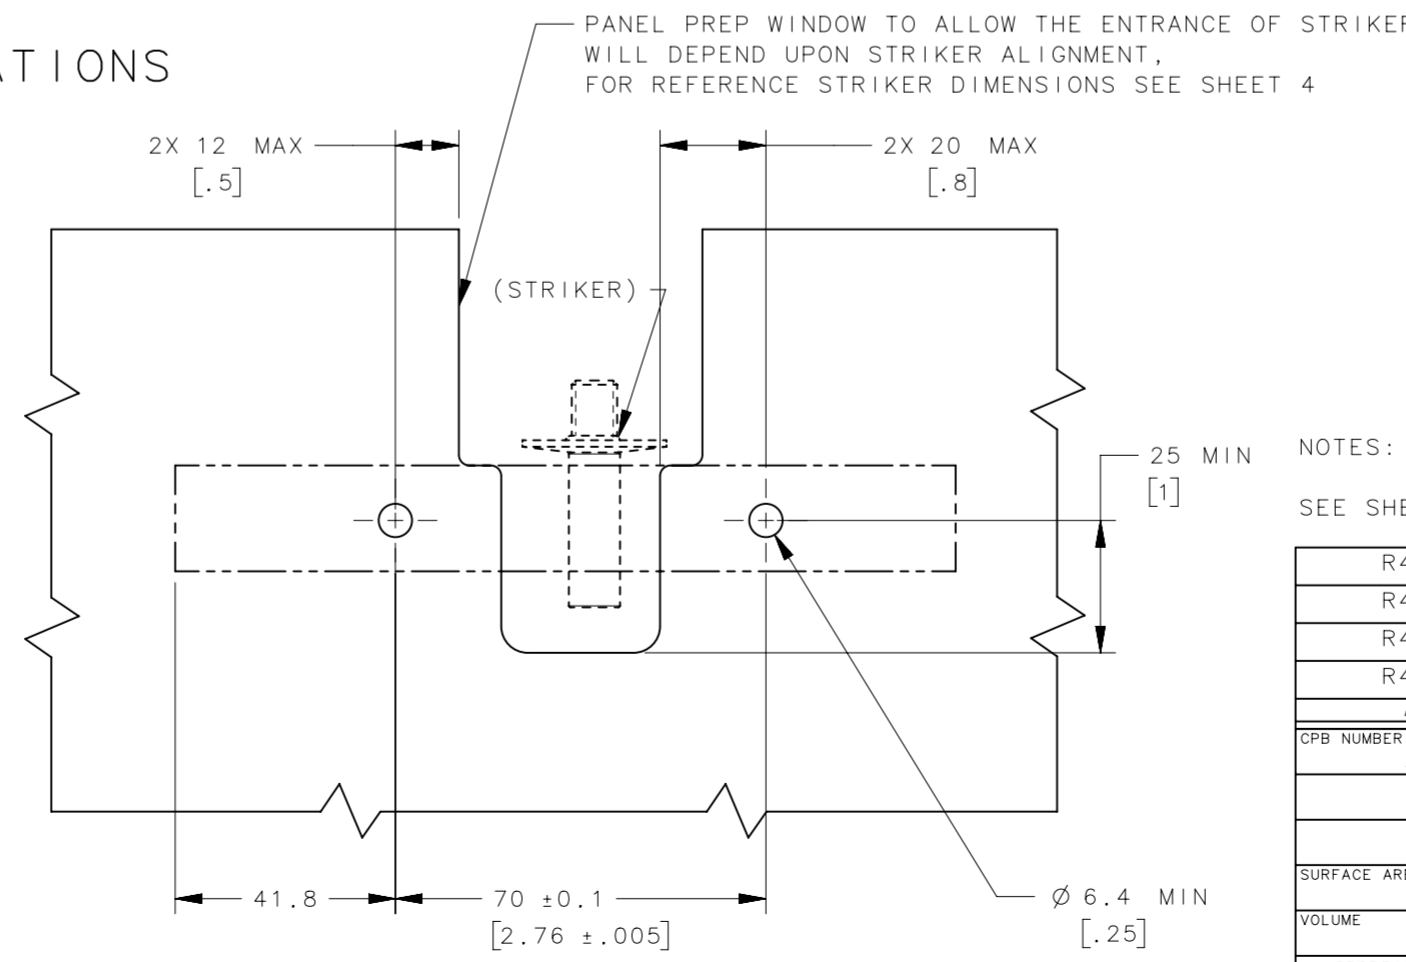 PANEL PREP WINDOW TO ALLOW THE ENTRANCE OF STRIKER
WILL DEPEND UPON STRIKER ALIGNMENT,
FOR REFERENCE STRIKER DIMENSIONS SEE SHEET 4
ATIONS
2X 12 MAX
[.5]
2X 20 MAX
[.8]
(STRIKER)
25 MIN
[1]
NOTES:
SEE SHE
R4
R4
R4
R4
CPB NUMBER
SURFACE ARE
VOLUME
41.8
70 ±0.1
[2.76 ±.005]
Ø 6.4 MIN
[.25]